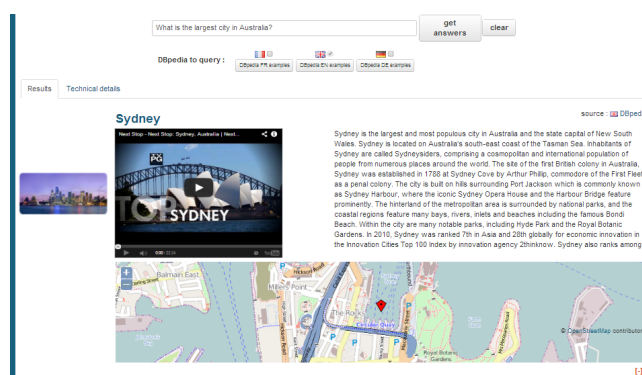 What is the largest city in Australia?
get answers
clear
DBpedia to query :
DBpedia FR examples
DBpedia EN examples
DBpedia DE examples
Results
Technical details
Sydney
source : DBped
Next Stop - Next Stop: Sydney, Australia | Next...
PG
TOP
SYDNEY
Sydney is the largest and most populous city in Australia and the state capital of New South
Wales. Sydney is located on Australia's south-east coast of the Tasman Sea. Inhabitants of
Sydney are called Sydneysiders, comprising a cosmopolitan and international population of
people from numerous places around the world. The site of the first British colony in Australia,
Sydney was established in 1788 at Sydney Cove by Arthur Phillip, commodore of the First Fleet
as a penal colony. The city is built on hills surrounding Port Jackson which is commonly known
as Sydney Harbour, where the iconic Sydney Opera House and the Harbour Bridge feature
prominently. The hinterland of the metropolitan area is surrounded by national parks, and the
coastal regions feature many bays, rivers, inlets and beaches including the famous Bondi
Beach. Within the city are many notable parks, including Hyde Park and the Royal Botanic
Gardens. In 2010, Sydney was ranked 7th in Asia and 28th globally for economic innovation in
the Innovation Cities Top 100 Index by innovation agency 2thinknow. Sydney also ranks among
+
Balmain East
Millers Point
The Rocks
Circular Quay
Hickson Road
Royal Botanic
Gardens
P
P
P
© OpenStreetMap contributor
[-]